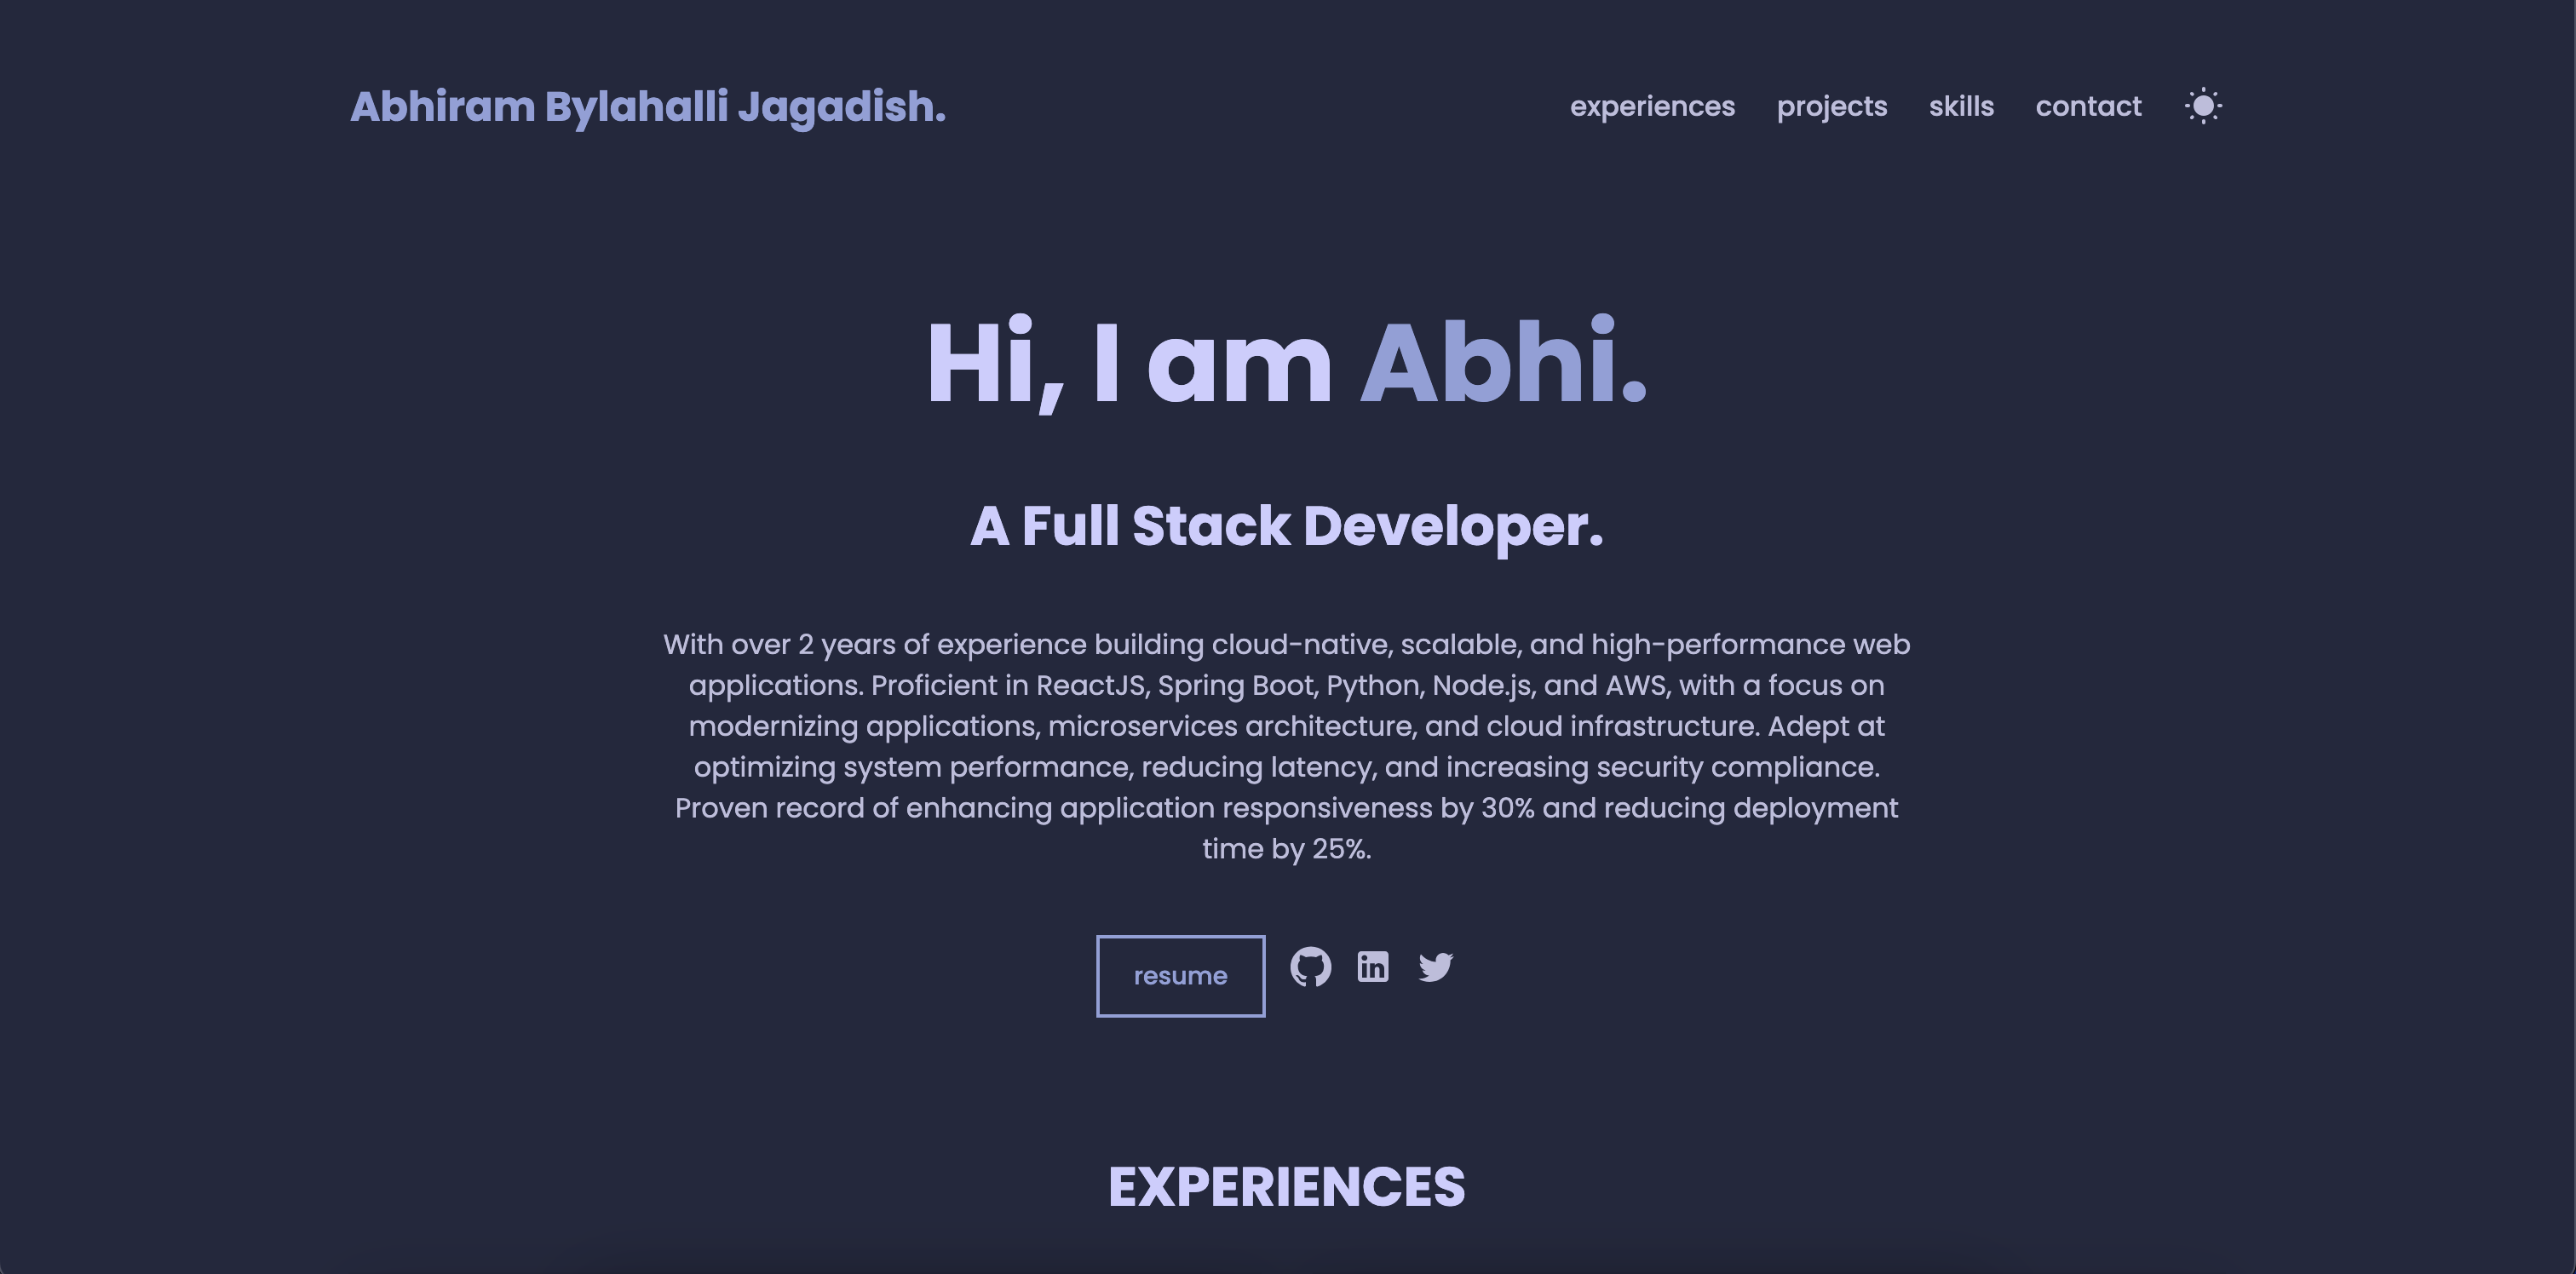 Abhiram Bylahalli Jagadish.
experiences projects skills contact
Hi, I am Abhi.
A Full Stack Developer.
With over 2 years of experience building cloud-native, scalable, and high-performance web
applications. Proficient in ReactJS, Spring Boot, Python, Node.js, and AWS, with a focus on
modernizing applications, microservices architecture, and cloud infrastructure. Adept at
optimizing system performance, reducing latency, and increasing security compliance.
Proven record of enhancing application responsiveness by 30% and reducing deployment
time by 25%.
resume
in
EXPERIENCES